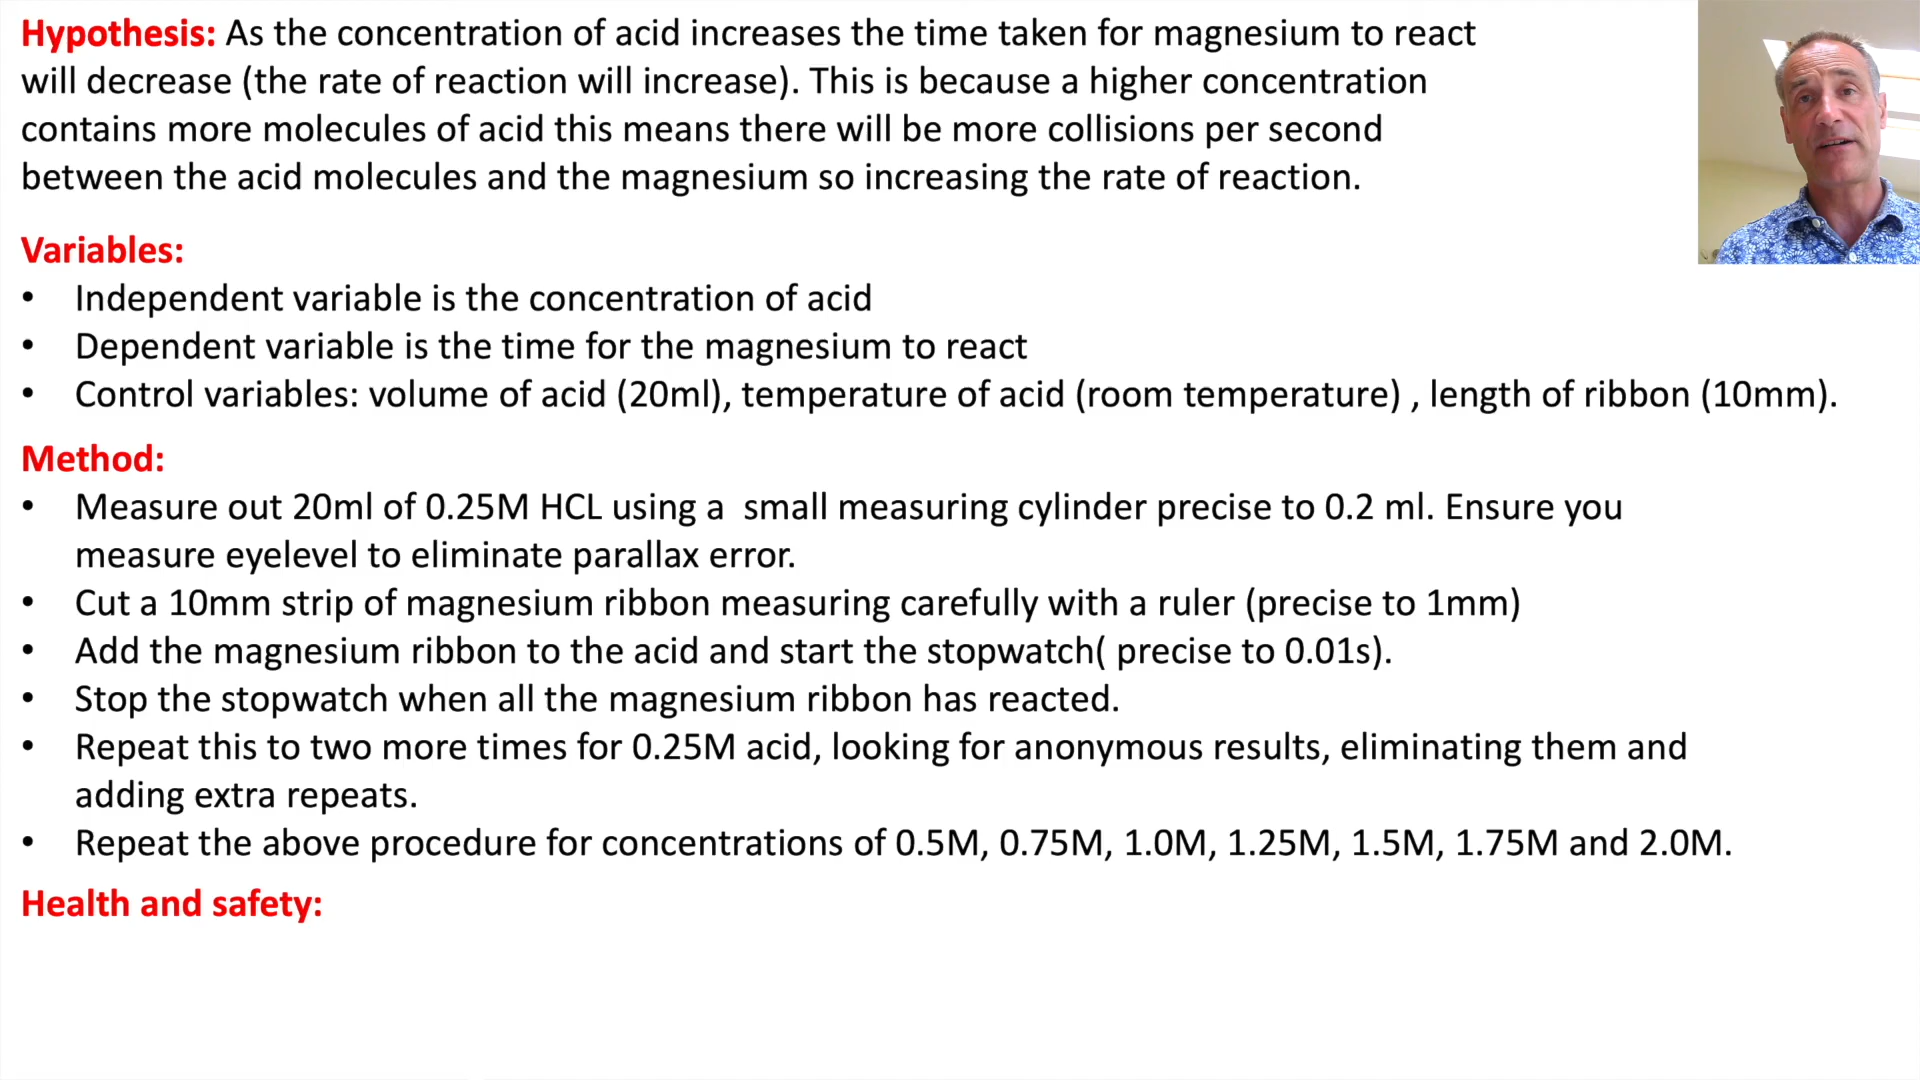 Hypothesis: As the concentration of acid increases the time taken for magnesium to react
will decrease (the rate of reaction will increase). This is because a higher concentration
contains more molecules of acid this means there will be more collisions per second
between the acid molecules and the magnesium so increasing the rate of reaction.
Variables:
• Independent variable is the concentration of acid
• Dependent variable is the time for the magnesium to react
• Control variables: volume of acid (20ml), temperature of acid (room temperature) , length of ribbon (10mm).
Method:
• Measure out 20ml of 0.25M HCL using a  small measuring cylinder precise to 0.2 ml. Ensure you
measure eyelevel to eliminate parallax error.
• Cut a 10mm strip of magnesium ribbon measuring carefully with a ruler (precise to 1mm)
• Add the magnesium ribbon to the acid and start the stopwatch( precise to 0.01s).
• Stop the stopwatch when all the magnesium ribbon has reacted.
• Repeat this to two more times for 0.25M acid, looking for anonymous results, eliminating them and
adding extra repeats.
• Repeat the above procedure for concentrations of 0.5M, 0.75M, 1.0M, 1.25M, 1.5M, 1.75M and 2.0M.
Health and safety: